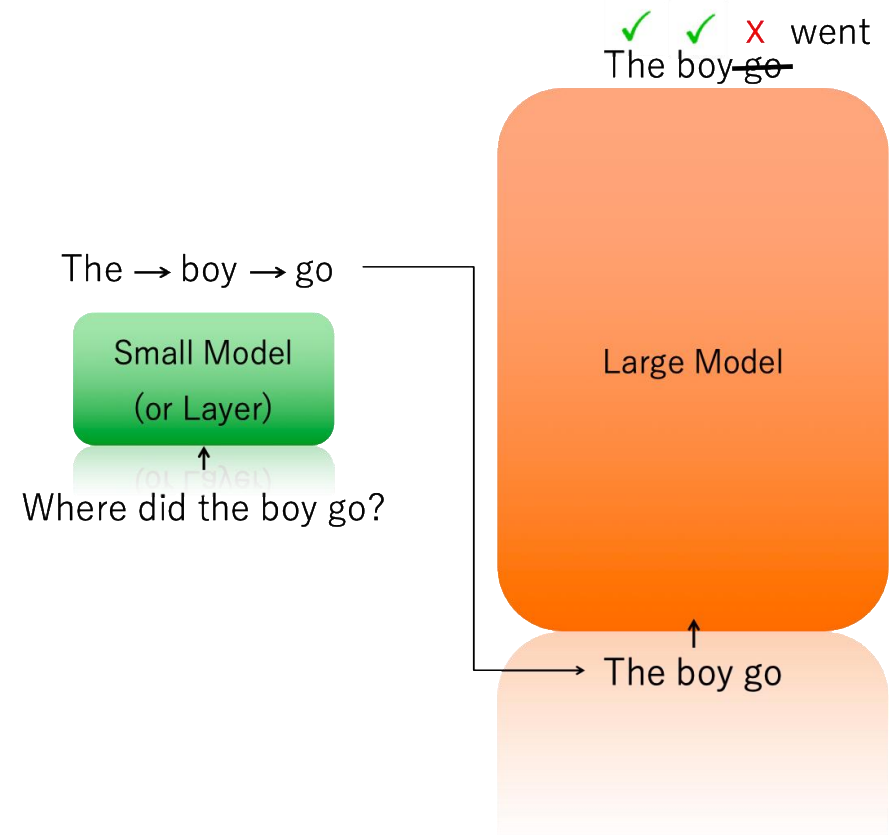 ✓ ✓ X went
The boy go
The → boy → go
Small Model
(or Layer)
Where did the boy go?
Large Model
The boy go